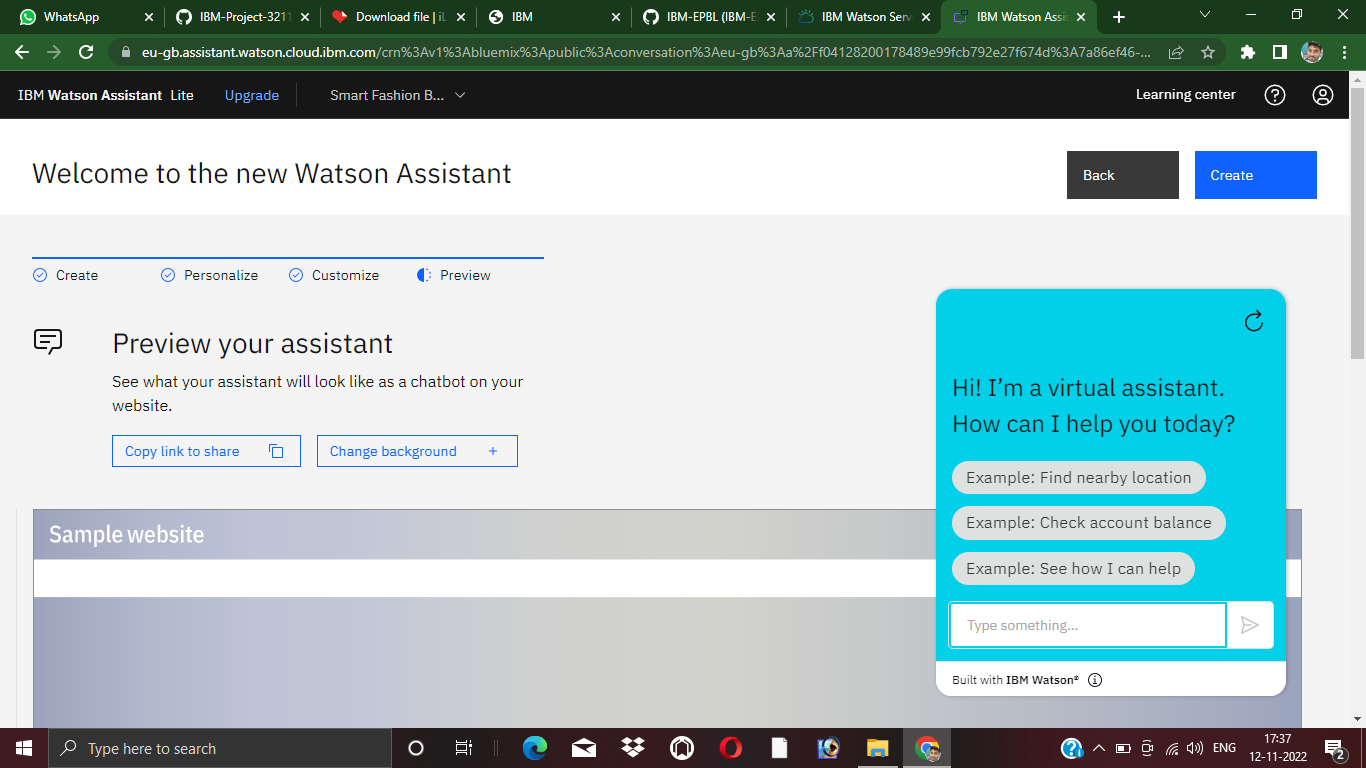 WhatsApp
IBM-Project-3211
Download file | iL
IBM
IBM-EPBL (IBM-E
IBM Watson Serv
IBM Watson Assis
eu-gb.assistant.watson.cloud.ibm.com/crn%3Av1%3Abluemix%3Apublic%3Aconversation%3Aeu-gb%3Aa%2Ff04128200178489e99fcb792e27f674d%3A7a86ef46-...
IBM Watson Assistant Lite
Upgrade
Smart Fashion B...
Learning center
Welcome to the new Watson Assistant
Back
Create
Create
Personalize
Customize
Preview
Preview your assistant
See what your assistant will look like as a chatbot on your
website.
Copy link to share
Change background
Sample website
Hi! I'm a virtual assistant.
How can I help you today?
Example: Find nearby location
Example: Check account balance
Example: See how I can help
Type something...
Built with IBM Watson®
Type here to search
ENG
17:37
12-11-2022
2